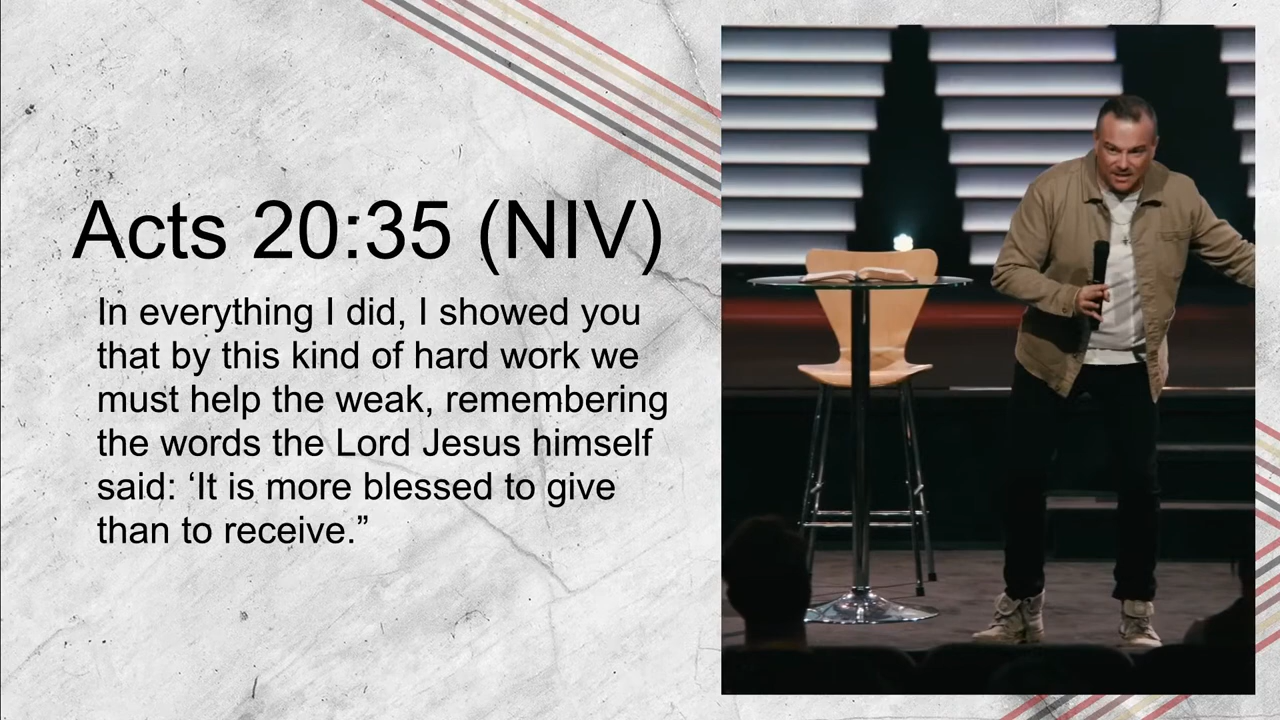 Acts 20:35 (NIV)
In everything I did, I showed you
that by this kind of hard work we
must help the weak, remembering
the words the Lord Jesus himself
said: ‘It is more blessed to give
than to receive.”